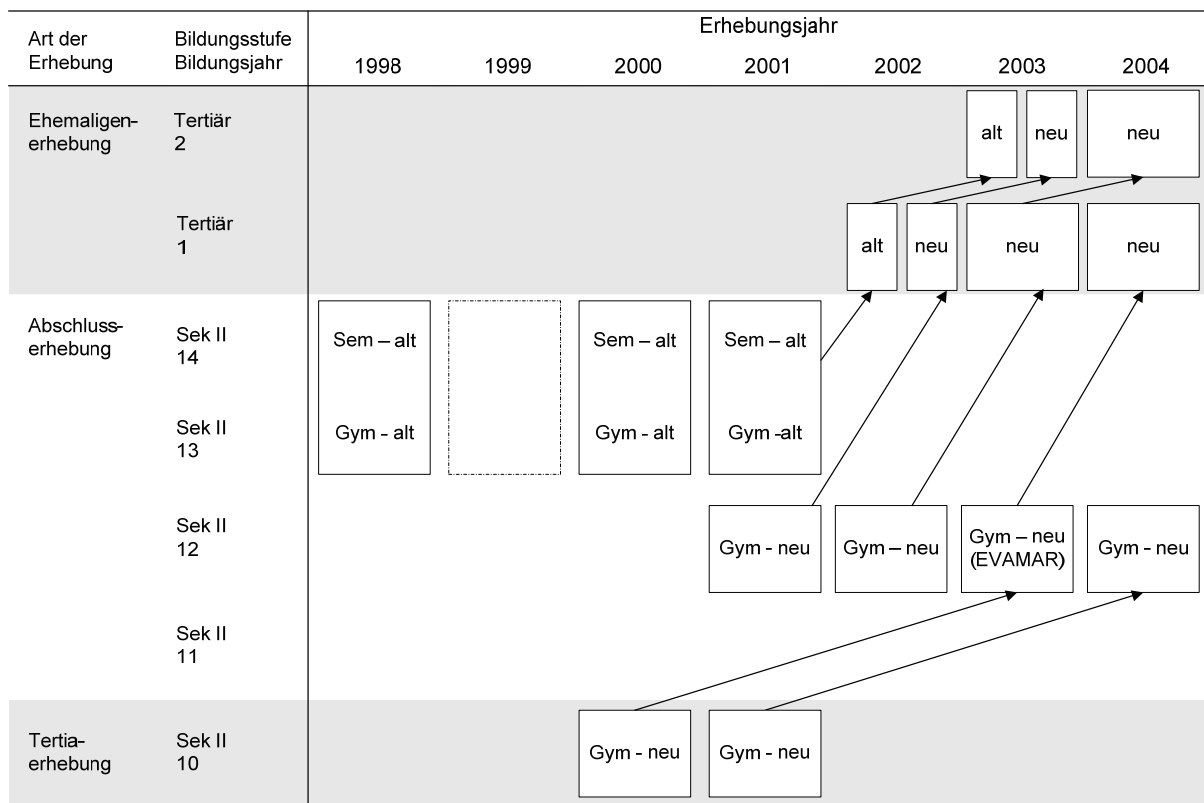 Erhebungsjahr
Art der Erhebung
Bildungsstufe
Bildungsjahr
1998 1999 2000 2001 2002 2003 2004
Ehemaligen-
erhebung
Tertiär
2
alt neu neu
Tertiär
1
alt neu neu neu
Abschluss-
erhebung
Sek II
14
Sem – alt Sem – alt Sem – alt
Sek II
13
Gym - alt Gym - alt Gym -alt
Sek II
12
Gym - neu Gym – neu Gym – neu
(EVAMAR) Gym - neu
Sek II
11
Tertia-
erhebung
Sek II
10
Gym - neu Gym - neu